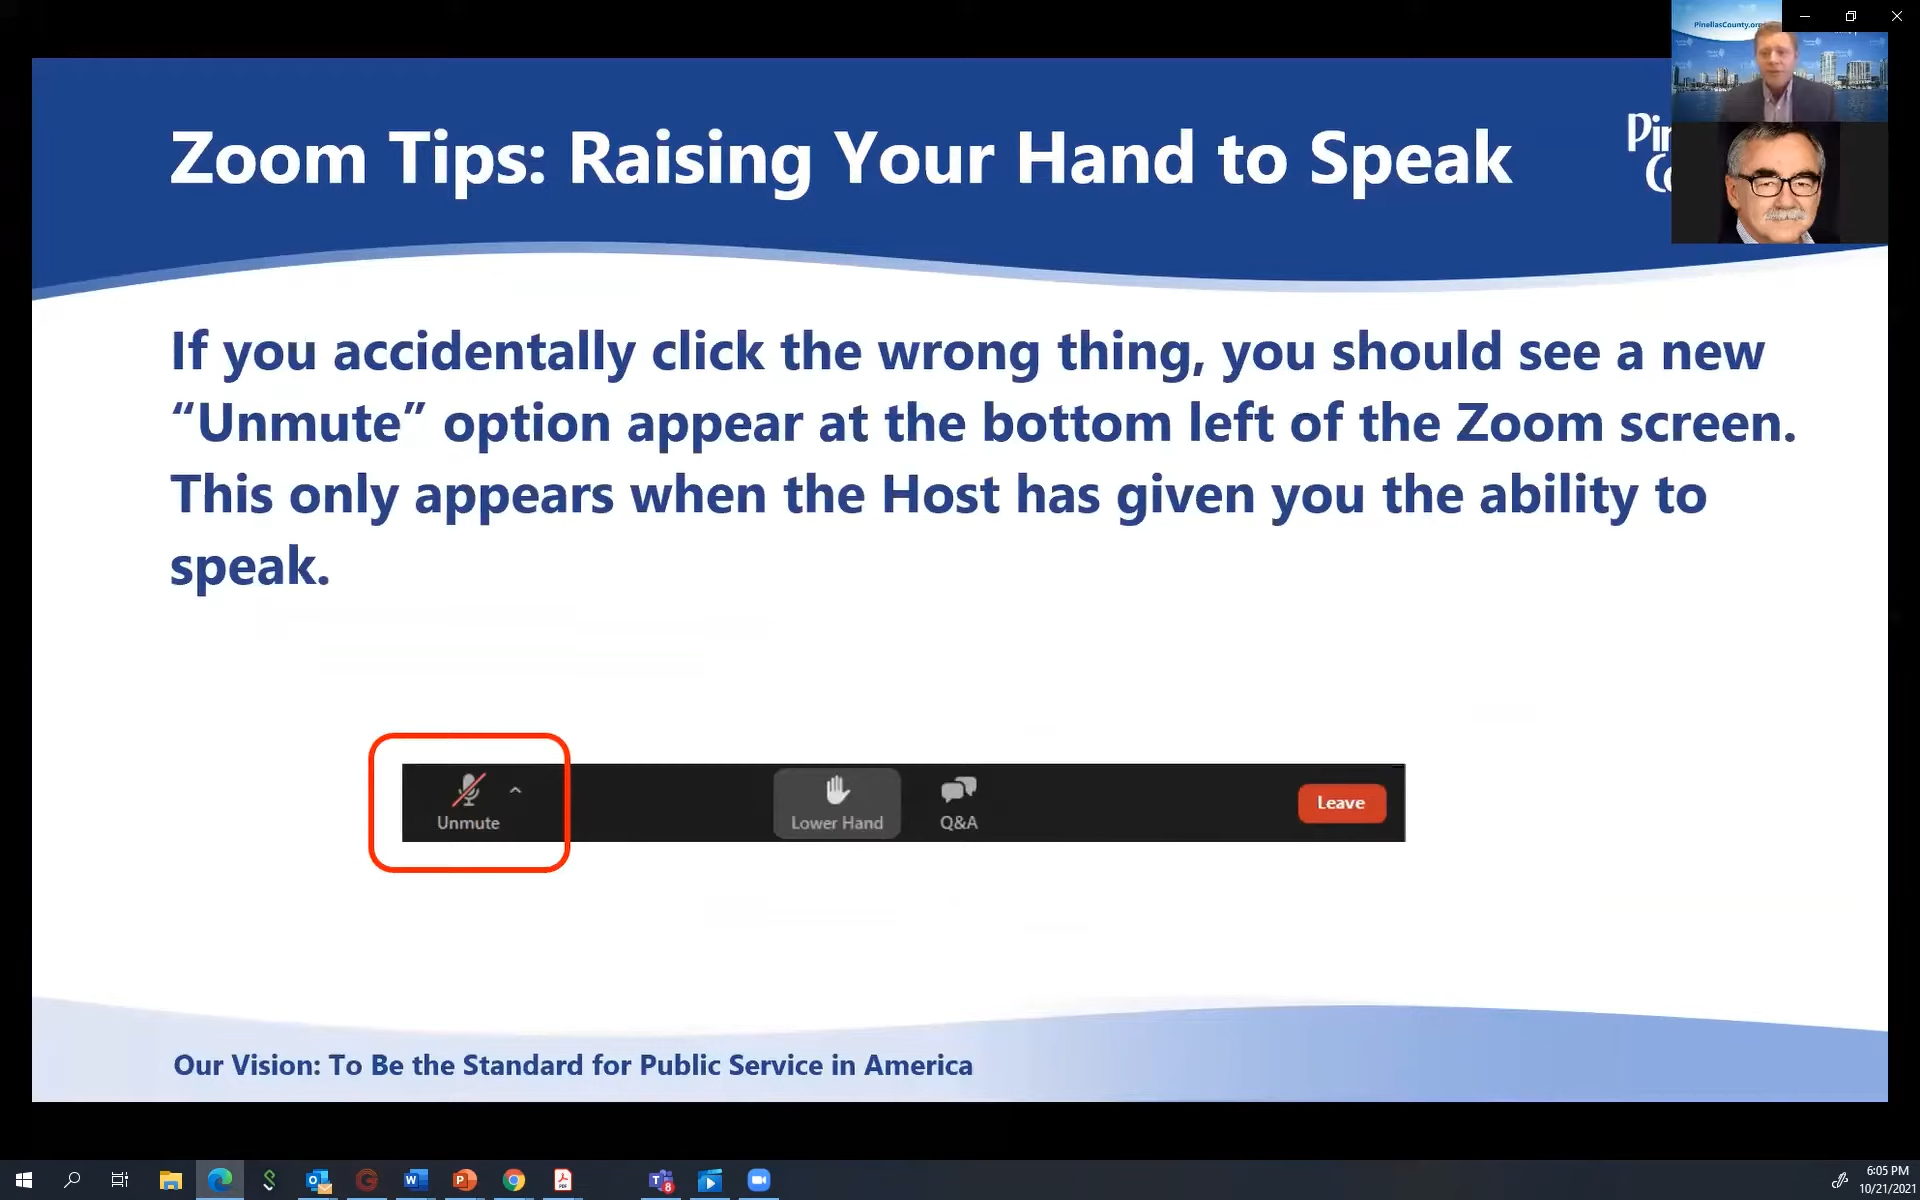 PinellasCounty.org
Zoom Tips: Raising Your Hand to Speak
If you accidentally click the wrong thing, you should see a new
“Unmute” option appear at the bottom left of the Zoom screen.
This only appears when the Host has given you the ability to
speak.
Unmute
Lower Hand
Q&A
Leave
Our Vision: To Be the Standard for Public Service in America
6:05 PM
10/21/2021